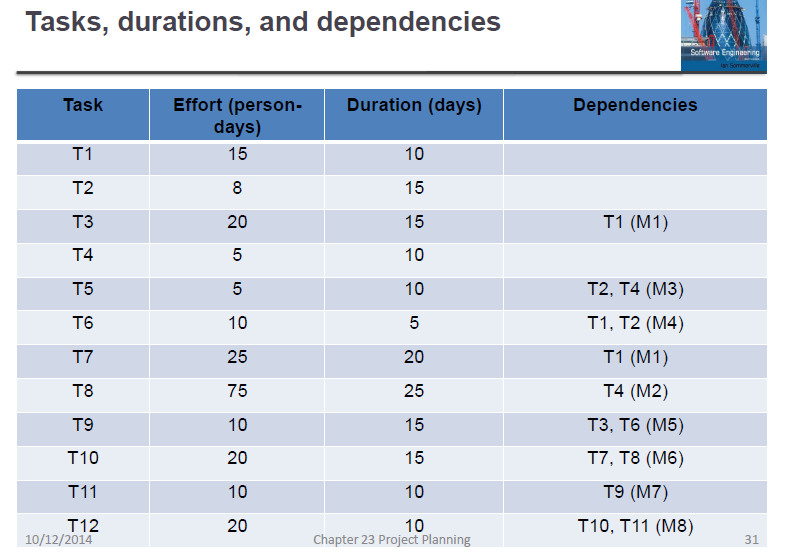 Tasks, durations, and dependencies
Software Engineering
Ian Sommerville
Task Effort (person- Duration (days) Dependencies
days)
T1 15 10
T2 8 15
T3 20 15 T1 (M1)
T4 5 10
T5 5 10 T2, T4 (M3)
T6 10 5 T1, T2 (M4)
T7 25 20 T1 (M1)
T8 75 25 T4 (M2)
T9 10 15 T3, T6 (M5)
T10 20 15 T7, T8 (M6)
T11 10 10 T9 (M7)
T12 20 10 T10, T11 (M8)
10/12/2014 Chapter 23 Project Planning 31